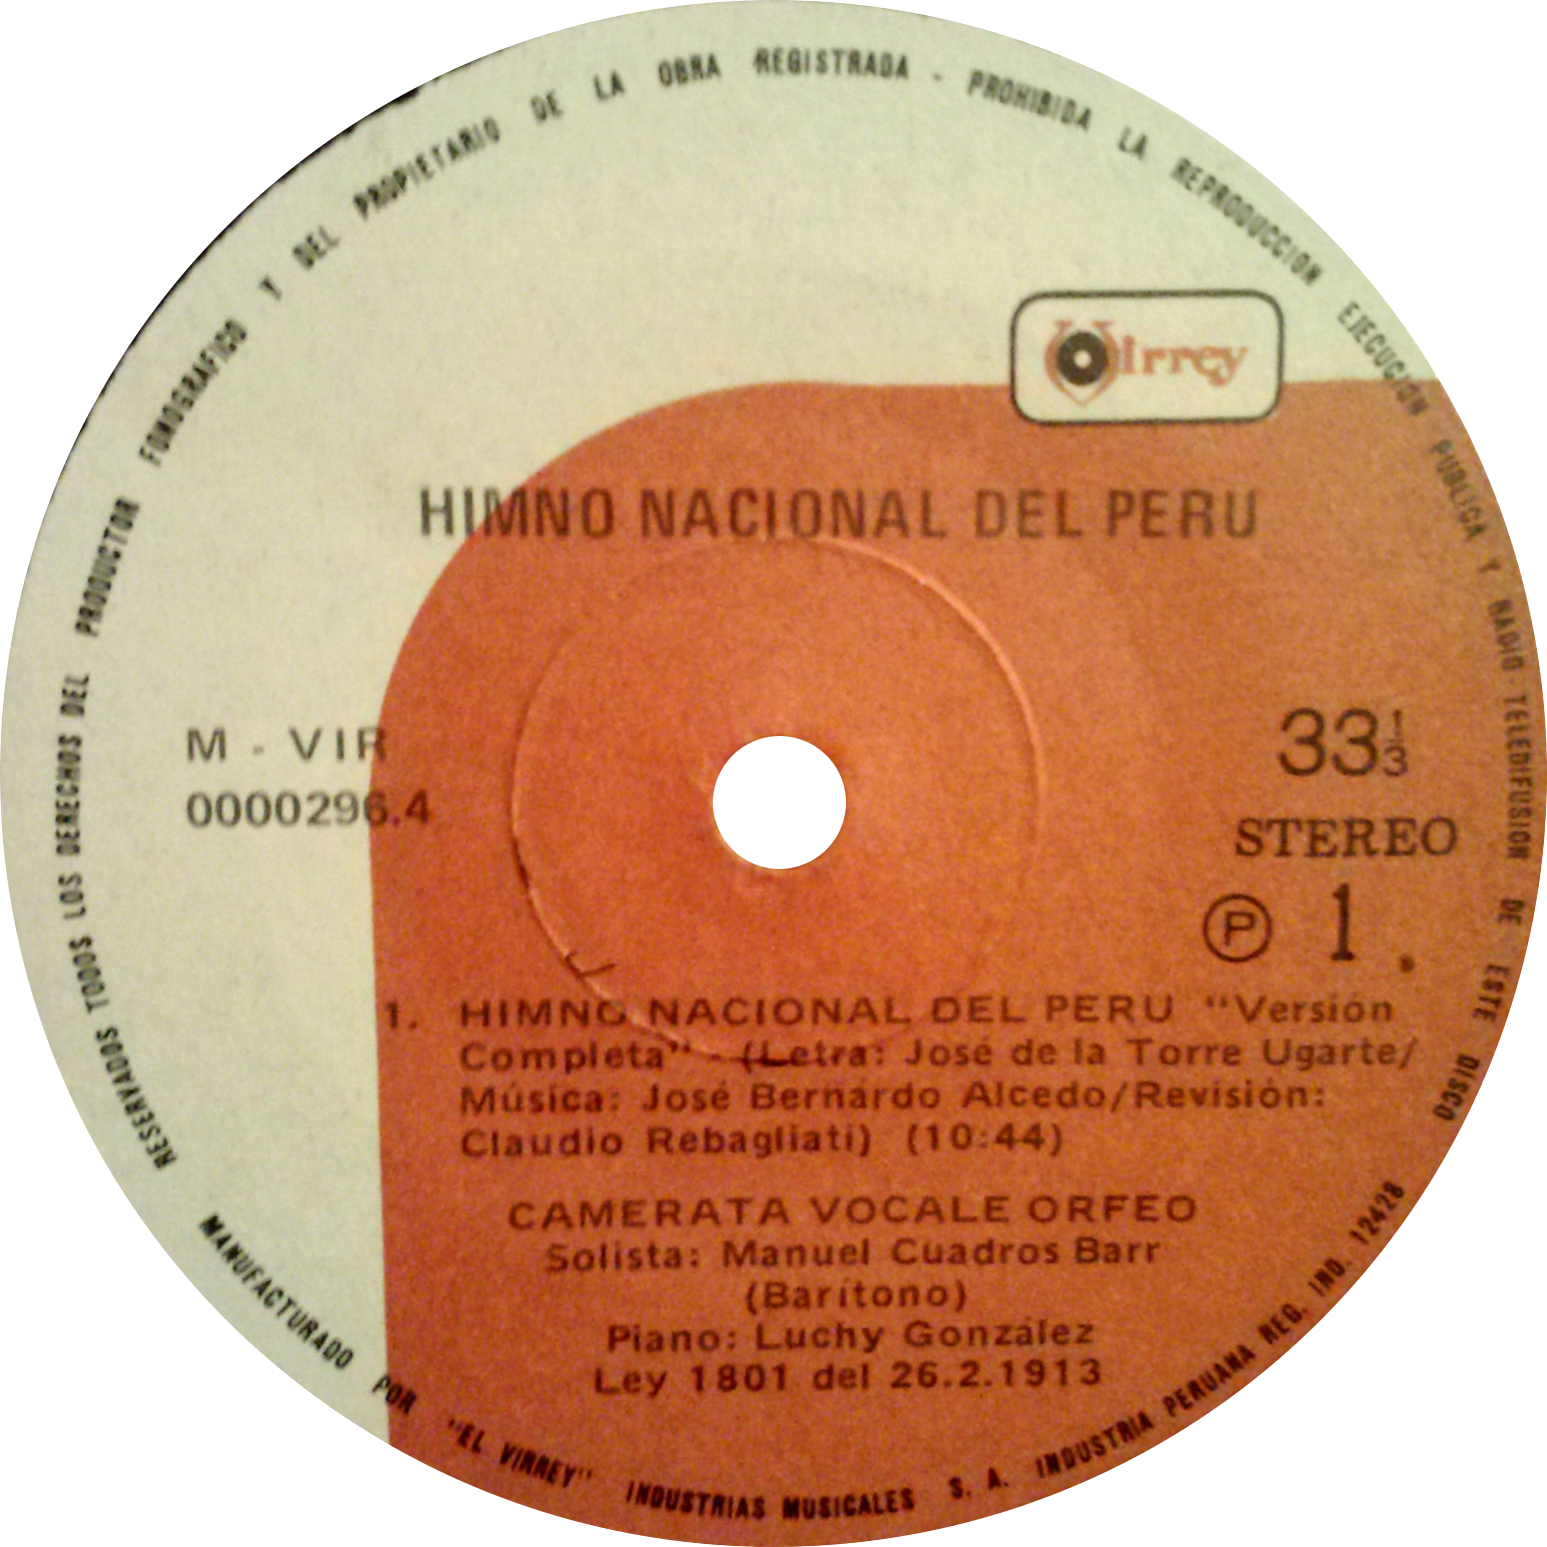 RESERVADOS TODOS LOS DERECHOS DEL PRODUCTOR FONOGRAFICO Y DEL PROPIETARIO DE LA OBRA REGISTRADA - PROHIBIDA LA REPRODUCCION EJECUCION PUBLICA Y RADIO-TELEDIFUSION DE ESTE DISCO
Virrey
HIMNO NACIONAL DEL PERU
M - VIR
0000296.4
33 1/3
STEREO
Ⓟ 1.
1. HIMNO NACIONAL DEL PERU "Versión
Completa" - (Letra: José de la Torre Ugarte/
Música: José Bernardo Alcedo/Revisión:
Claudio Rebagliati) (10:44)
CAMERATA VOCALE ORFEO
Solista: Manuel Cuadros Barr
(Barítono)
Piano: Luchy González
Ley 1801 del 26.2.1913
MANUFACTURADO POR "EL VIRREY" INDUSTRIAS MUSICALES S. A. INDUSTRIA PERUANA REG. IND. 12428